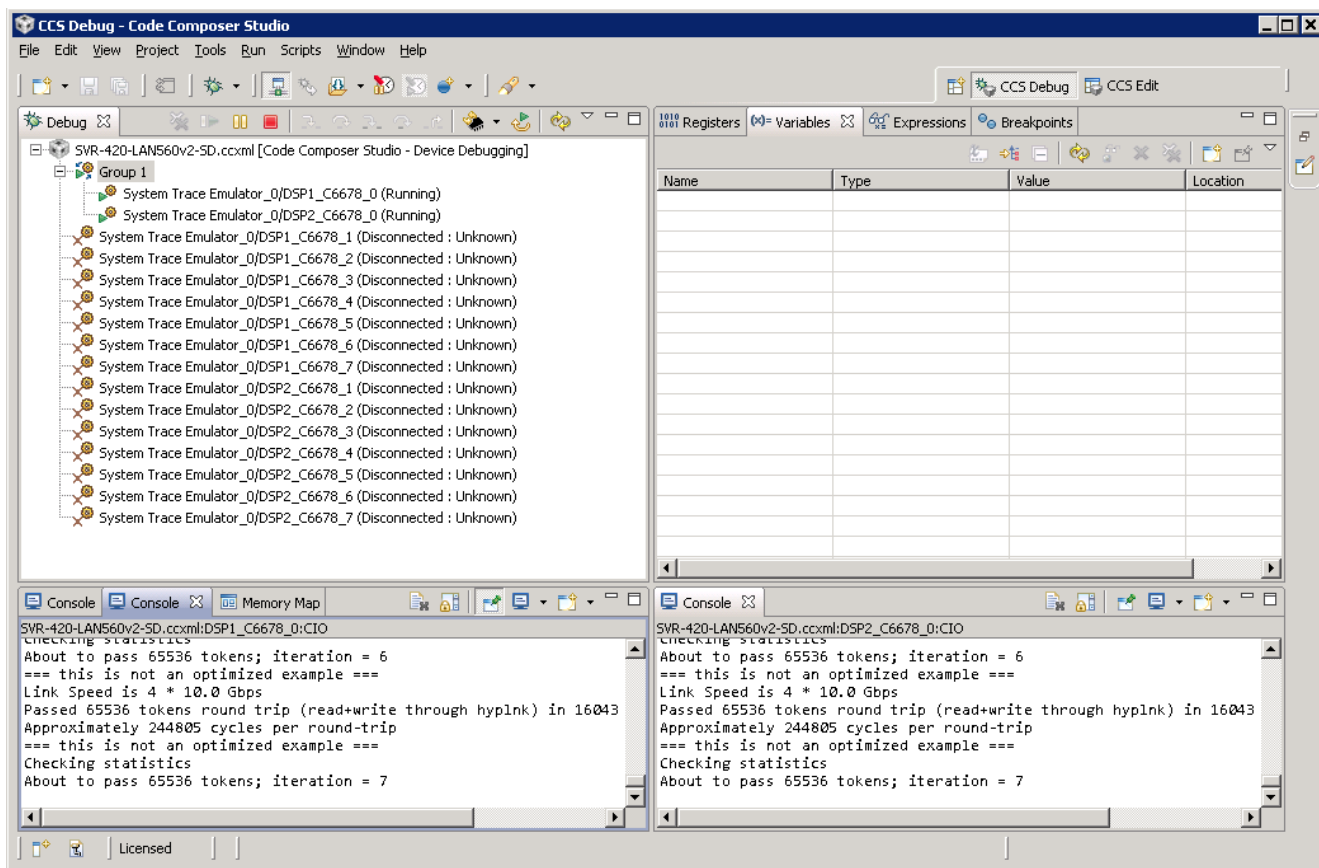 CCS Debug - Code Composer Studio
File Edit View Project Tools Run Scripts Window Help
CCS Debug CCS Edit
Debug
SVR-420-LAN560v2-SD.ccxml [Code Composer Studio - Device Debugging]
Group 1
System Trace Emulator_0/DSP1_C6678_0 (Running)
System Trace Emulator_0/DSP2_C6678_0 (Running)
System Trace Emulator_0/DSP1_C6678_1 (Disconnected : Unknown)
System Trace Emulator_0/DSP1_C6678_2 (Disconnected : Unknown)
System Trace Emulator_0/DSP1_C6678_3 (Disconnected : Unknown)
System Trace Emulator_0/DSP1_C6678_4 (Disconnected : Unknown)
System Trace Emulator_0/DSP1_C6678_5 (Disconnected : Unknown)
System Trace Emulator_0/DSP1_C6678_6 (Disconnected : Unknown)
System Trace Emulator_0/DSP1_C6678_7 (Disconnected : Unknown)
System Trace Emulator_0/DSP2_C6678_1 (Disconnected : Unknown)
System Trace Emulator_0/DSP2_C6678_2 (Disconnected : Unknown)
System Trace Emulator_0/DSP2_C6678_3 (Disconnected : Unknown)
System Trace Emulator_0/DSP2_C6678_4 (Disconnected : Unknown)
System Trace Emulator_0/DSP2_C6678_5 (Disconnected : Unknown)
System Trace Emulator_0/DSP2_C6678_6 (Disconnected : Unknown)
System Trace Emulator_0/DSP2_C6678_7 (Disconnected : Unknown)
1010 0101 Registers (x)= Variables Expressions Breakpoints
Name Type Value Location
Console Console Memory Map
SVR-420-LAN560v2-SD.ccxml:DSP1_C6678_0:CIO
Checking statistics
About to pass 65536 tokens; iteration = 6
=== this is not an optimized example ===
Link Speed is 4 * 10.0 Gbps
Passed 65536 tokens round trip (read+write through hyplnk) in 16043
Approximately 244805 cycles per round-trip
=== this is not an optimized example ===
Checking statistics
About to pass 65536 tokens; iteration = 7
Console
SVR-420-LAN560v2-SD.ccxml:DSP2_C6678_0:CIO
Checking statistics
About to pass 65536 tokens; iteration = 6
=== this is not an optimized example ===
Link Speed is 4 * 10.0 Gbps
Passed 65536 tokens round trip (read+write through hyplnk) in 16043
Approximately 244805 cycles per round-trip
=== this is not an optimized example ===
Checking statistics
About to pass 65536 tokens; iteration = 7
Licensed